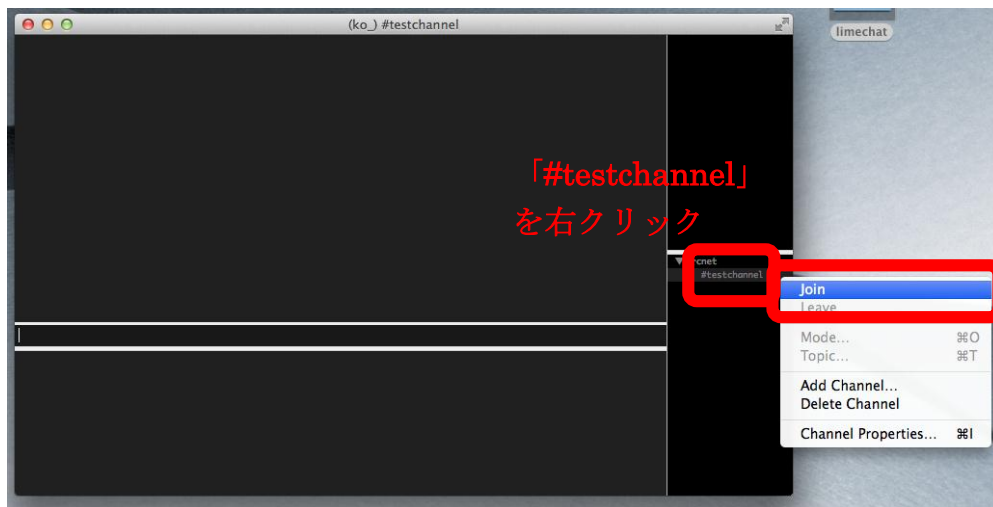 (ko_) #testchannel
limechat
「#testchannel」
を右クリック
#testchannel
Join
Leave
Mode... ⌘O
Topic... ⌘T
Add Channel...
Delete Channel
Channel Properties... ⌘I